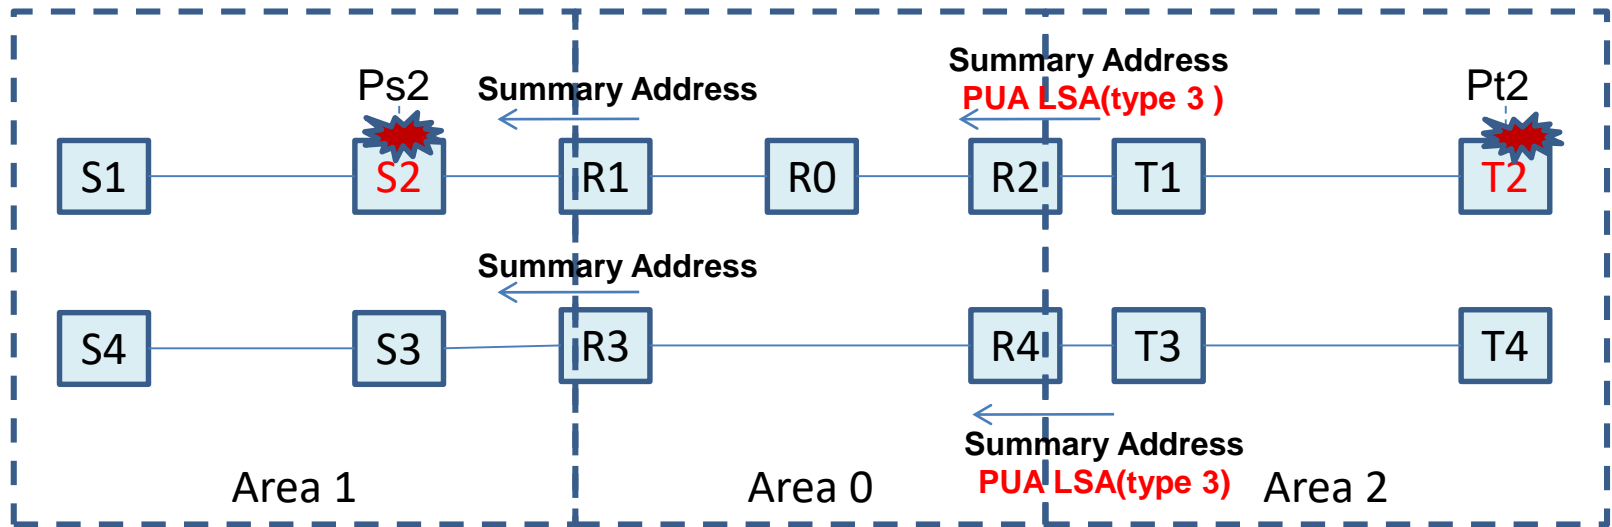 Summary Address
PUA LSA(type 3 )
Ps2
Summary Address
Pt2
S1
S2
R1
R0
R2
T1
T2
Summary Address
S4
S3
R3
R4
T3
T4
Summary Address
PUA LSA(type 3)
Area 1
Area 0
Area 2